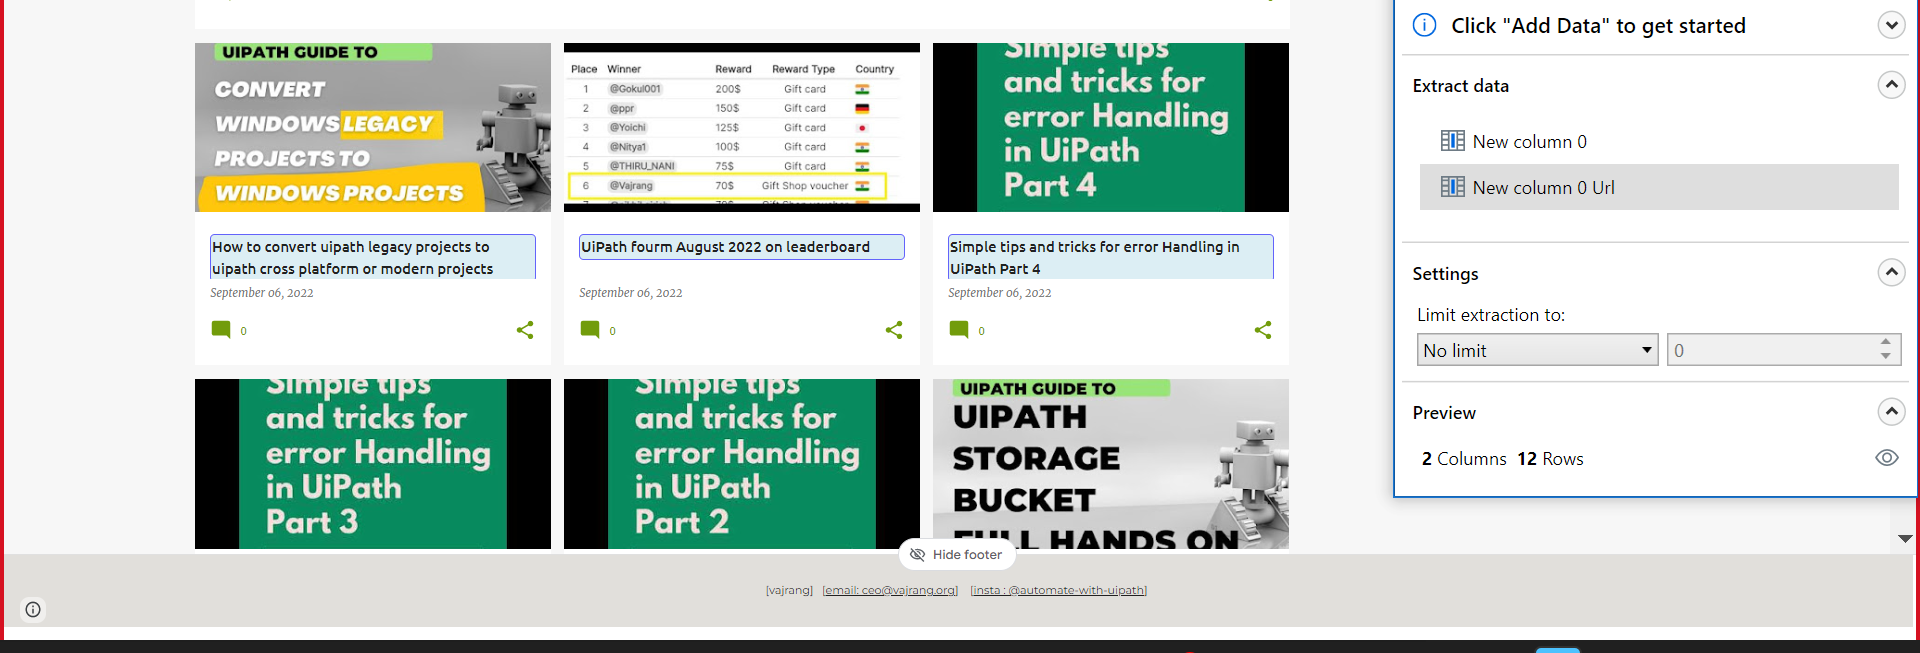 UIPATH GUIDE TO
CONVERT
WINDOWS LEGACY
PROJECTS TO
WINDOWS PROJECTS
Place Winner Reward Reward Type Country
1 @Gokul001 200$ Gift card
2 @ppr 150$ Gift card
3 @Yoichi 125$ Gift card
4 @Nitya1 100$ Gift card
5 @THIRU_NANI 75$ Gift card
6 @Vajrang 70$ Gift Shop voucher
Simple tips
and tricks for
error Handling
in UiPath
Part 4
How to convert uipath legacy projects to
uipath cross platform or modern projects
September 06, 2022
0
UiPath fourm August 2022 on leaderboard
September 06, 2022
0
Simple tips and tricks for error Handling in
UiPath Part 4
September 06, 2022
0
Simple tips
and tricks for
error Handling
in UiPath
Part 3
Simple tips
and tricks for
error Handling
in UiPath
Part 2
UIPATH GUIDE TO
UIPATH
STORAGE
BUCKET
FULL HANDS ON
Hide footer
[vajrang] [email: ceo@vajrang.org] [insta : @automate-with-uipath]
Click "Add Data" to get started
Extract data
New column 0
New column 0 Url
Settings
Limit extraction to:
No limit 0
Preview
2 Columns 12 Rows